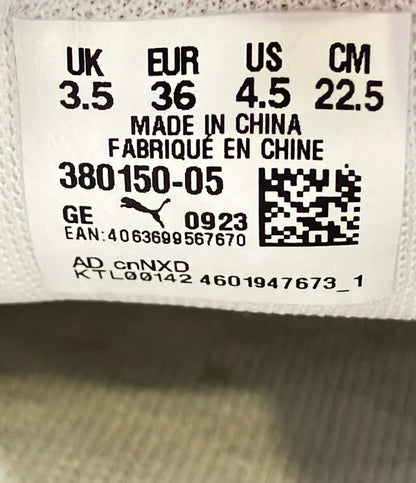 UK EUR US CM
3.5 36 4.5 22.5
MADE IN CHINA
FABRIQUÉ EN CHINE
380150-05
GE 0923
EAN:4063699567670
AD cnNXD
KTL00142 4601947673_1